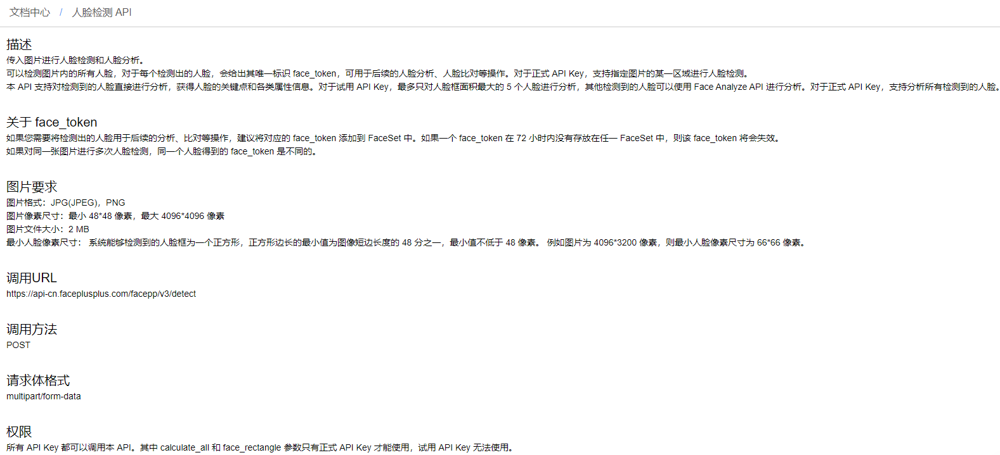 文档中心 / 人脸检测 API
描述
传入图片进行人脸检测和人脸分析。
可以检测图片内的所有人脸，对于每个检测出的人脸，会给出其唯一标识 face_token，可用于后续的人脸分析、人脸比对等操作。对于正式 API Key，支持指定图片的某一区域进行人脸检测。
本 API 支持对检测到的人脸直接进行分析，获得人脸的关键点和各类属性信息。对于试用 API Key，最多只对人脸框面积最大的 5 个人脸进行分析，其他检测到的人脸可以使用 Face Analyze API 进行分析。对于正式 API Key，支持分析所有检测到的人脸。
关于 face_token
如果您需要将检测出的人脸用于后续的分析、比对等操作，建议将对应的 face_token 添加到 FaceSet 中。如果一个 face_token 在 72 小时内没有存放在任一 FaceSet 中，则该 face_token 将会失效。
如果对同一张图片进行多次人脸检测，同一个人脸得到的 face_token 是不同的。
图片要求
图片格式：JPG(JPEG)，PNG
图片像素尺寸：最小 48*48 像素，最大 4096*4096 像素
图片文件大小：2 MB
最小人脸像素尺寸： 系统能够检测到的人脸框为一个正方形，正方形边长的最小值为图像短边长度的 48 分之一，最小值不低于 48 像素。 例如图片为 4096*3200 像素，则最小人脸像素尺寸为 66*66 像素。
调用URL
https://api-cn.faceplusplus.com/facepp/v3/detect
调用方法
POST
请求体格式
multipart/form-data
权限
所有 API Key 都可以调用本 API。其中 calculate_all 和 face_rectangle 参数只有正式 API Key 才能使用，试用 API Key 无法使用。